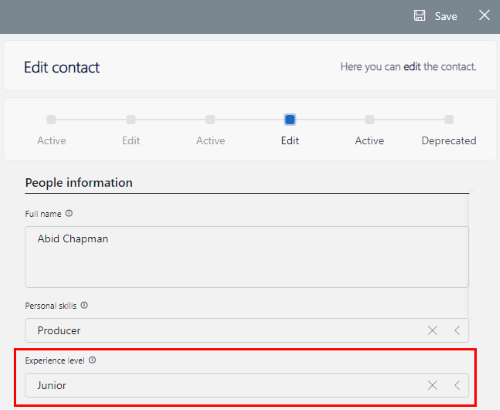 Save
Edit contact
Here you can edit the contact.
Active Edit Active Edit Active Deprecated
People information
Full name
Abid Chapman
Personal skills
Producer
Experience level
Junior